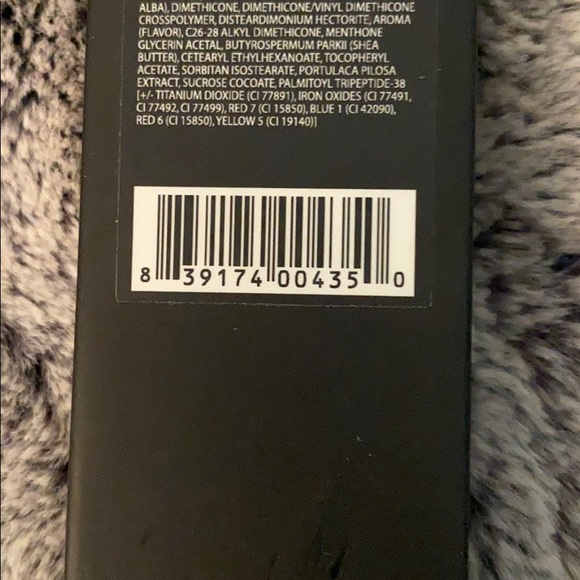 ALBA), DIMETHICONE, DIMETHICONE/VINYL DIMETHICONE
CROSSPOLYMER, DISTEARDIMONIUM HECTORITE, AROMA
(FLAVOR), C26-28 ALKYL DIMETHICONE, MENTHONE
GLYCERIN ACETAL, BUTYROSPERMUM PARKII (SHEA
BUTTER), CETEARYL ETHYLHEXANOATE, TOCOPHERYL
ACETATE, SORBITAN ISOSTEARATE, PORTULACA PILOSA
EXTRACT, SUCROSE COCOATE, PALMITOYL TRIPEPTIDE-38
[+/- TITANIUM DIOXIDE (CI 77891), IRON OXIDES (CI 77491,
CI 77492, CI 77499), RED 7 (CI 15850), BLUE 1 (CI 42090),
RED 6 (CI 15850), YELLOW 5 (CI 19140)]
8 39174 00435 0